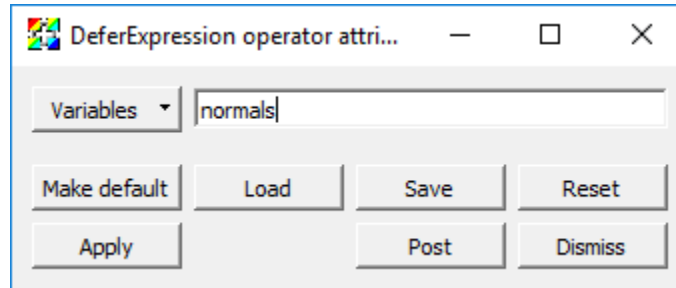 DeferExpression operator attri...
Variables normals
Make default Load Save Reset
Apply Post Dismiss